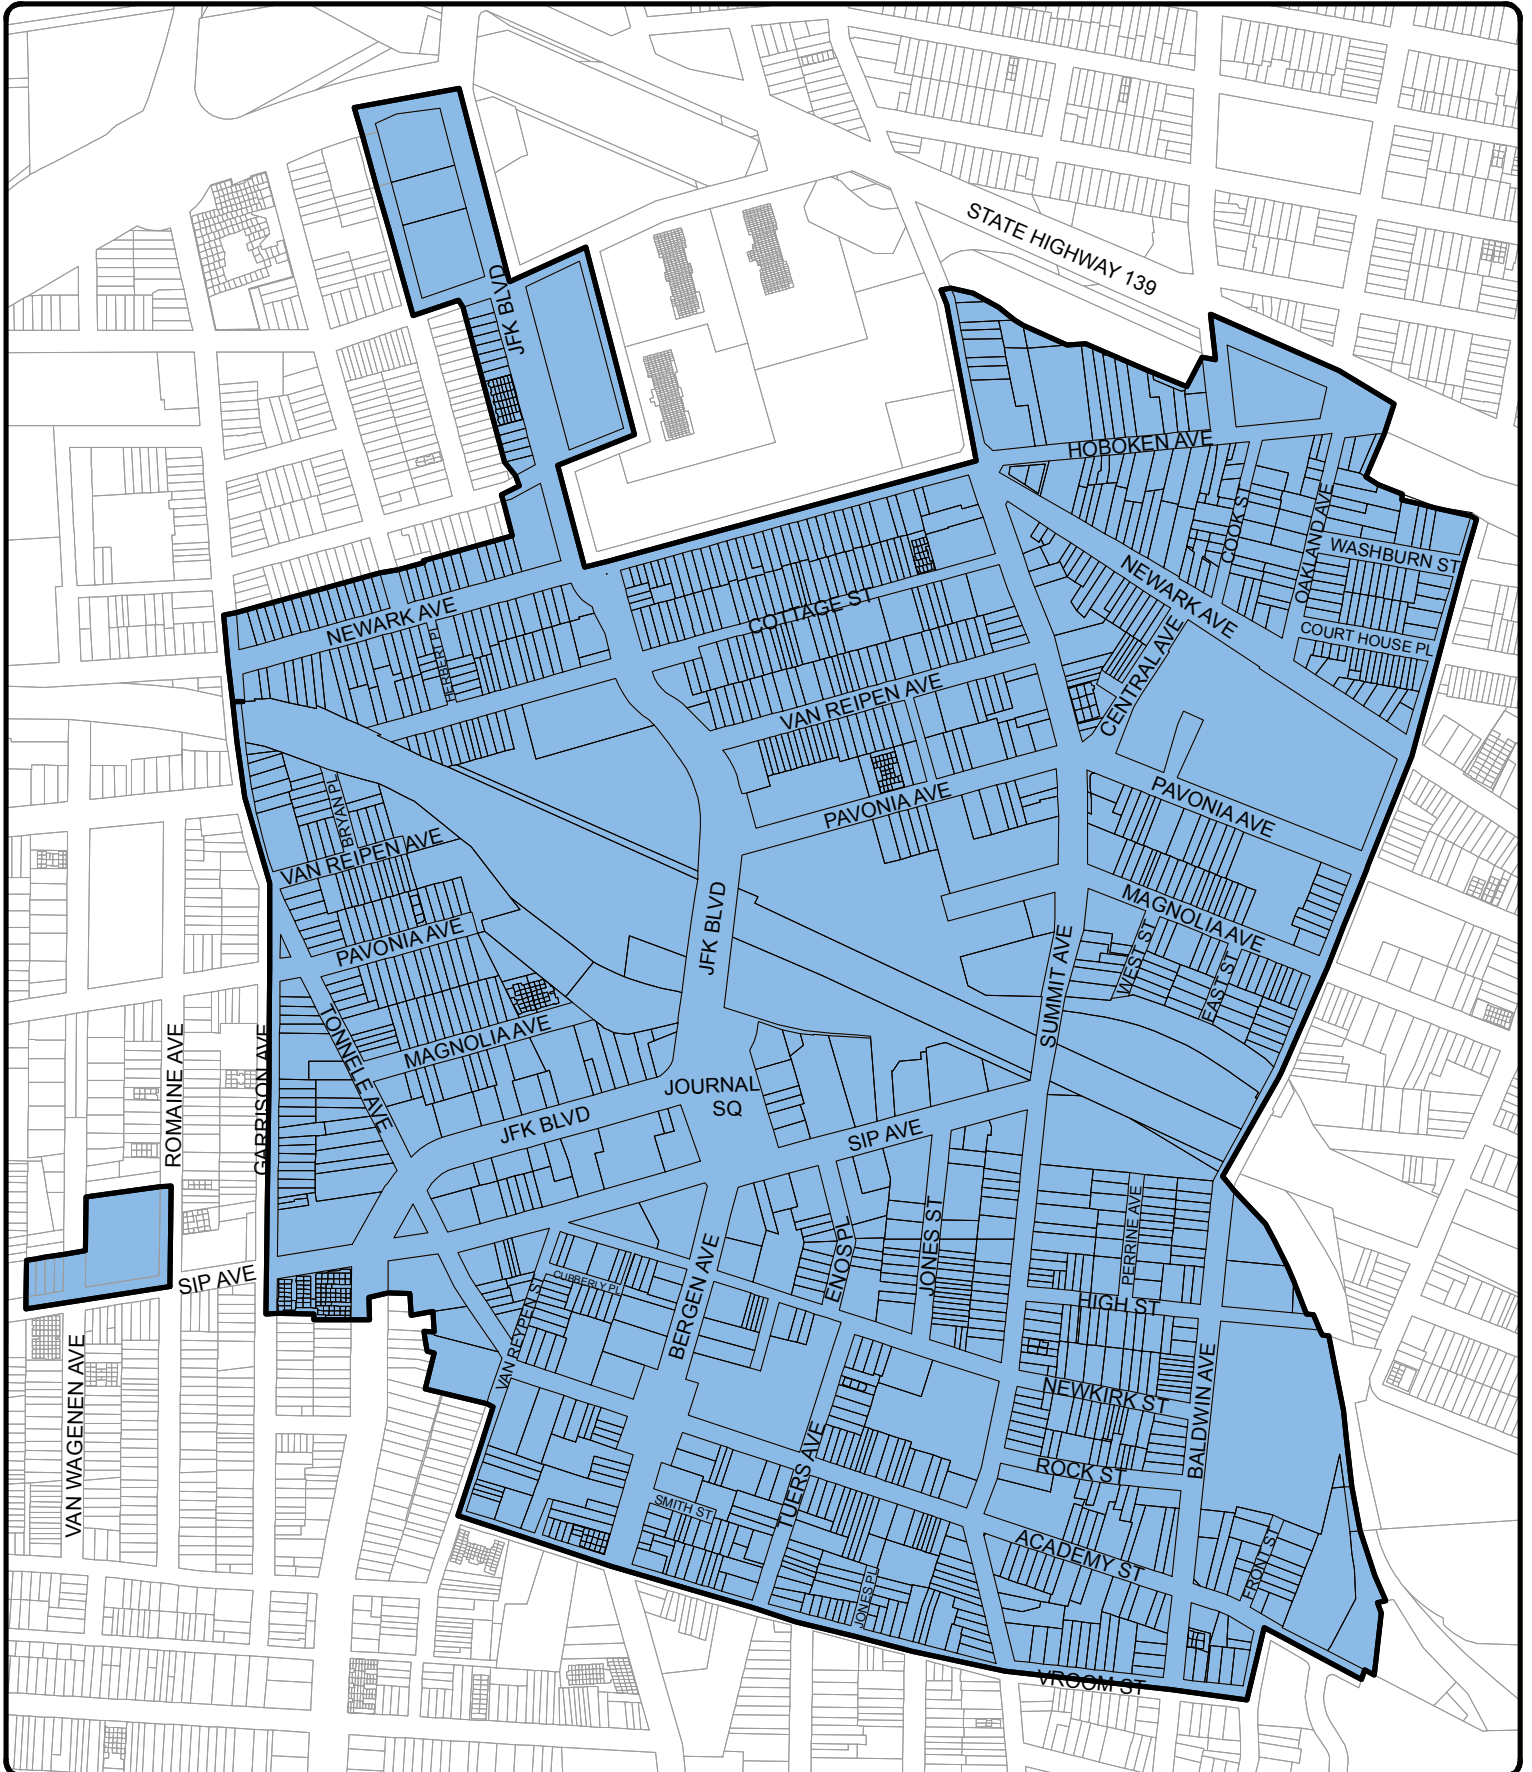 STATE HIGHWAY 139
JFK BLVD
HOBOKEN AVE
COOK S
OAKLAND AVE
WASHBURN ST
NEWARK AVE
COURT HOUSE PL
NEWARK AVE
HERBERT PL
COTTAGE ST
CENTRAL AVE
VAN REIPEN AVE
BRYAN PL
PAVONIA AVE
PAVONIA AVE
VAN REIPEN AVE
MAGNOLIA AVE
JFK BLVD
PAVONIA AVE
SUMMIT AVE
WEST ST
EAST ST
TONNELE AVE
MAGNOLIA AVE
ROMAINE AVE
GARRISON AVE
JOURNAL
SQ
JFK BLVD
SIP AVE
PERRINE AVE
JONES ST
ENOS PL
BERGEN AVE
SIP AVE
CUBBERLY PL
HIGH ST
VAN REYPEN S
VAN WAGENEN AVE
NEWKIRK ST
BALDWIN AVE
ROCK ST
TUERS AVE
SMITH ST
ACADEMY ST
FRONT ST
JONES PL
VROOM ST